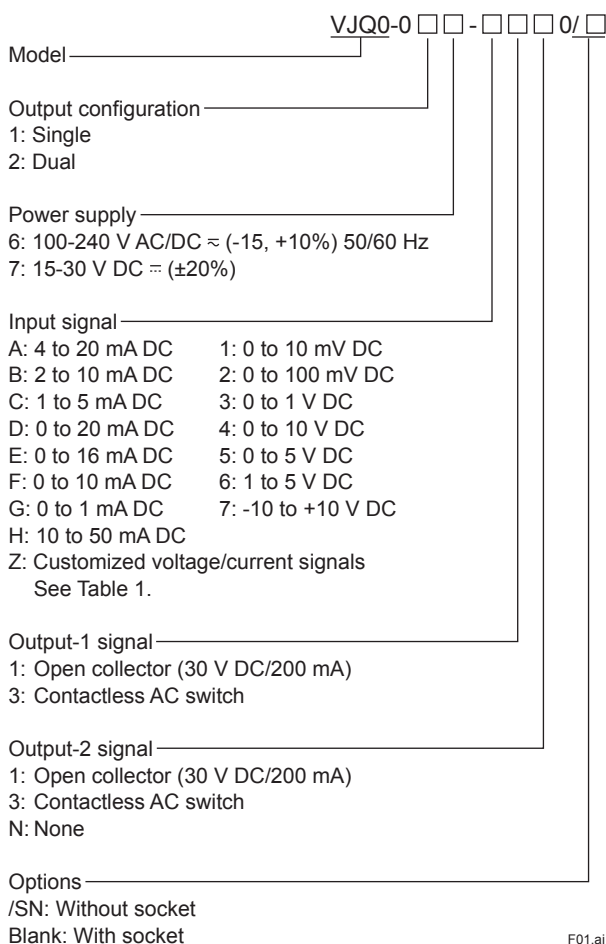 VJQ0-0 □ □ - □ □ □ 0/ □
Model
Output configuration
1: Single
2: Dual
Power supply
6: 100-240 V AC/DC ≂ (-15, +10%) 50/60 Hz
7: 15-30 V DC ⎓ (±20%)
Input signal
A: 4 to 20 mA DC 1: 0 to 10 mV DC
B: 2 to 10 mA DC 2: 0 to 100 mV DC
C: 1 to 5 mA DC 3: 0 to 1 V DC
D: 0 to 20 mA DC 4: 0 to 10 V DC
E: 0 to 16 mA DC 5: 0 to 5 V DC
F: 0 to 10 mA DC 6: 1 to 5 V DC
G: 0 to 1 mA DC 7: -10 to +10 V DC
H: 10 to 50 mA DC
Z: Customized voltage/current signals
See Table 1.
Output-1 signal
1: Open collector (30 V DC/200 mA)
3: Contactless AC switch
Output-2 signal
1: Open collector (30 V DC/200 mA)
3: Contactless AC switch
N: None
Options
/SN: Without socket
Blank: With socket
F01.ai